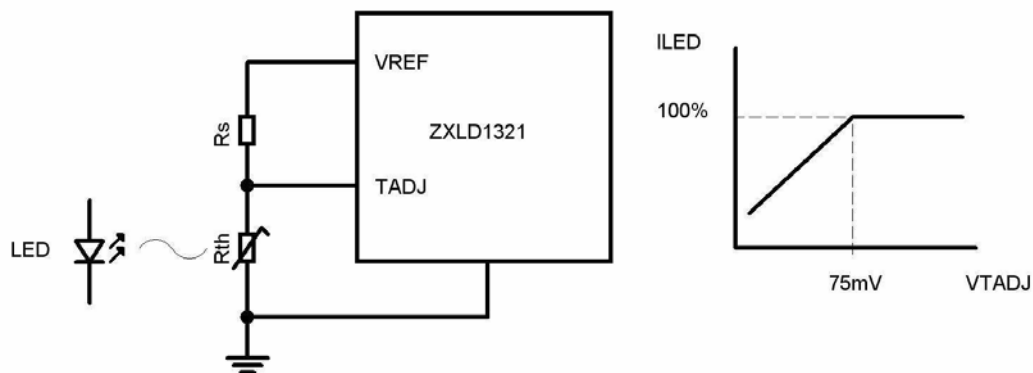 VREF
ZXLD1321
Rs
TADJ
LED
Rth
ILED
100%
75mV
VTADJ